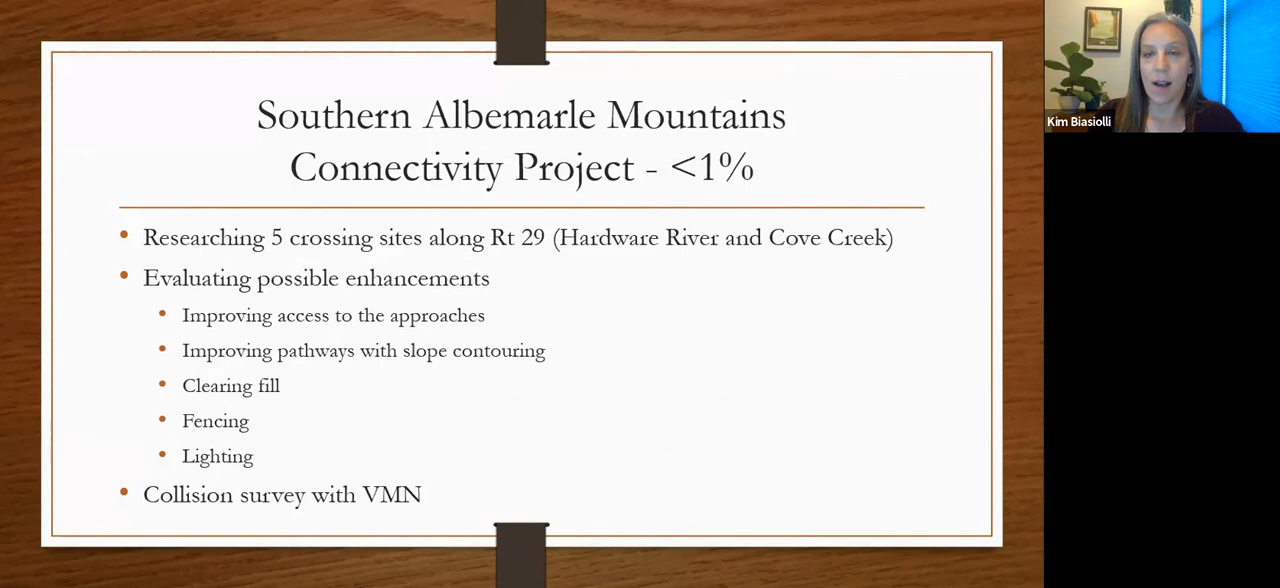 Southern Albemarle Mountains
Connectivity Project - <1%
• Researching 5 crossing sites along Rt 29 (Hardware River and Cove Creek)
• Evaluating possible enhancements
• Improving access to the approaches
• Improving pathways with slope contouring
• Clearing fill
• Fencing
• Lighting
• Collision survey with VMN
Kim Biasiolli